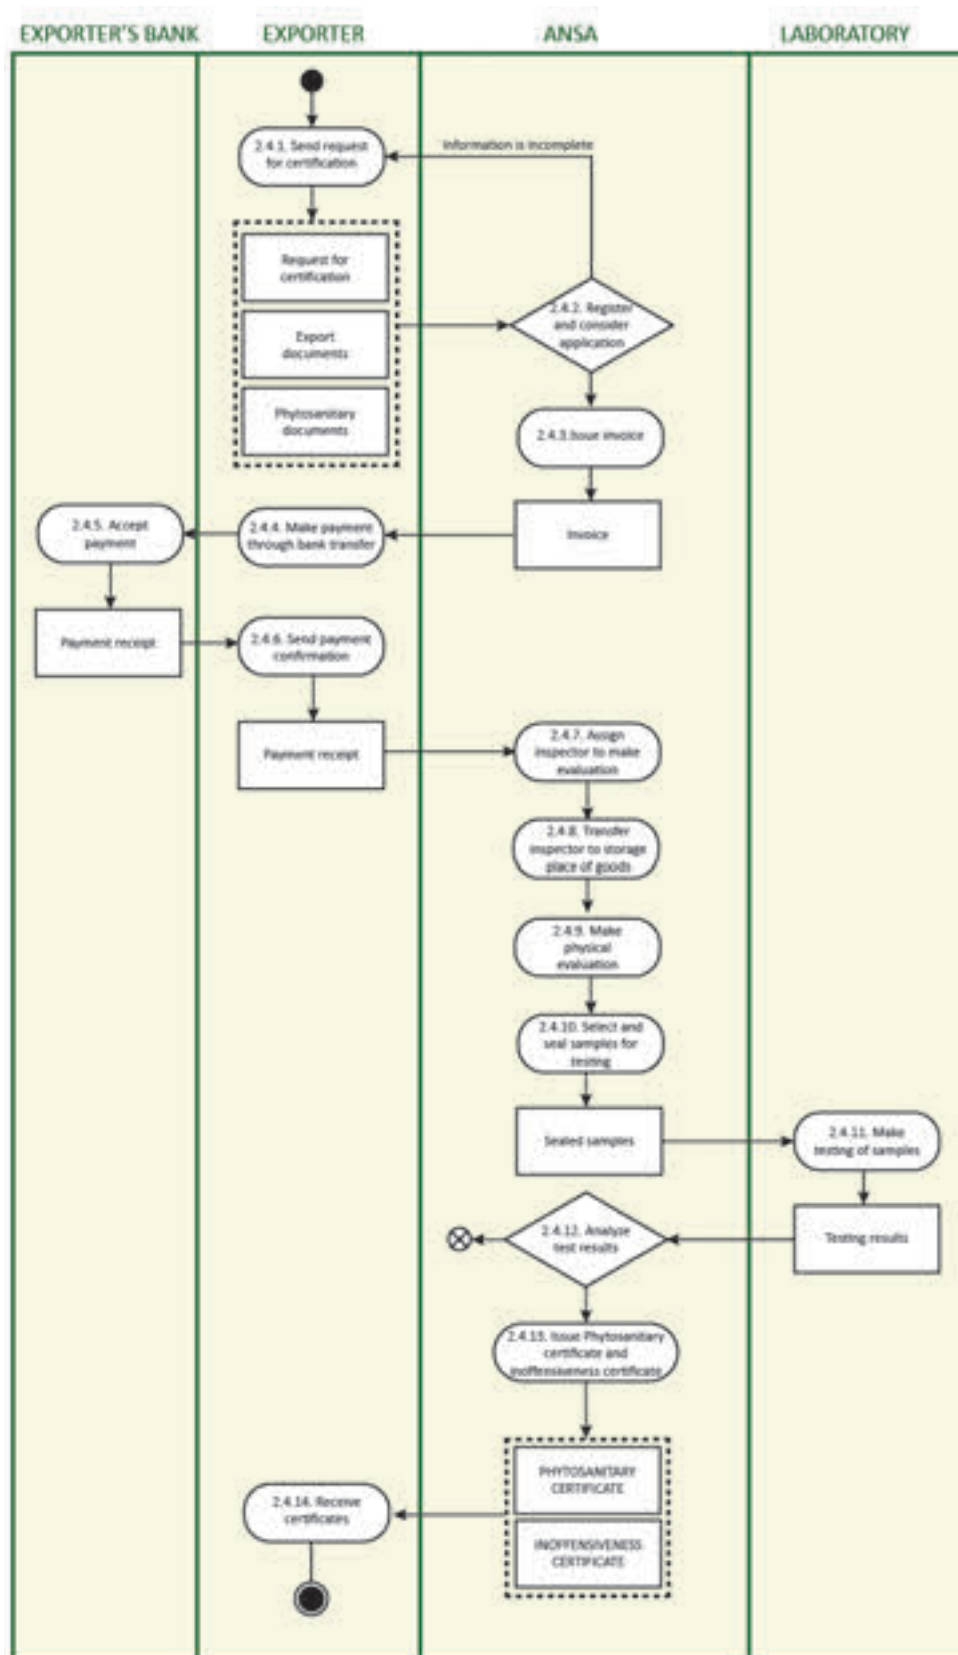 EXPORTER'S BANK
EXPORTER
ANSA
LABORATORY
2.4.1. Send request
for certification
Information is incomplete
Request for
certification
Export
documents
Phytosanitary
documents
2.4.2. Register
and consider
application
2.4.3.Issue invoice
Invoice
2.4.4. Make payment
through bank transfer
2.4.5. Accept
payment
Payment receipt
2.4.6. Send payment
confirmation
Payment receipt
2.4.7. Assign
inspector to make
evaluation
2.4.8. Transfer
inspector to storage
place of goods
2.4.9. Make
physical
evaluation
2.4.10. Select and
seal samples for
testing
Sealed samples
2.4.11. Make
testing of samples
Testing results
2.4.12. Analyze
test results
2.4.13. Issue Phytosanitary
certificate and
inoffensiveness certificate
PHYTOSANITARY
CERTIFICATE
INOFFENSIVENESS
CERTIFICATE
2.4.14. Receive
certificates